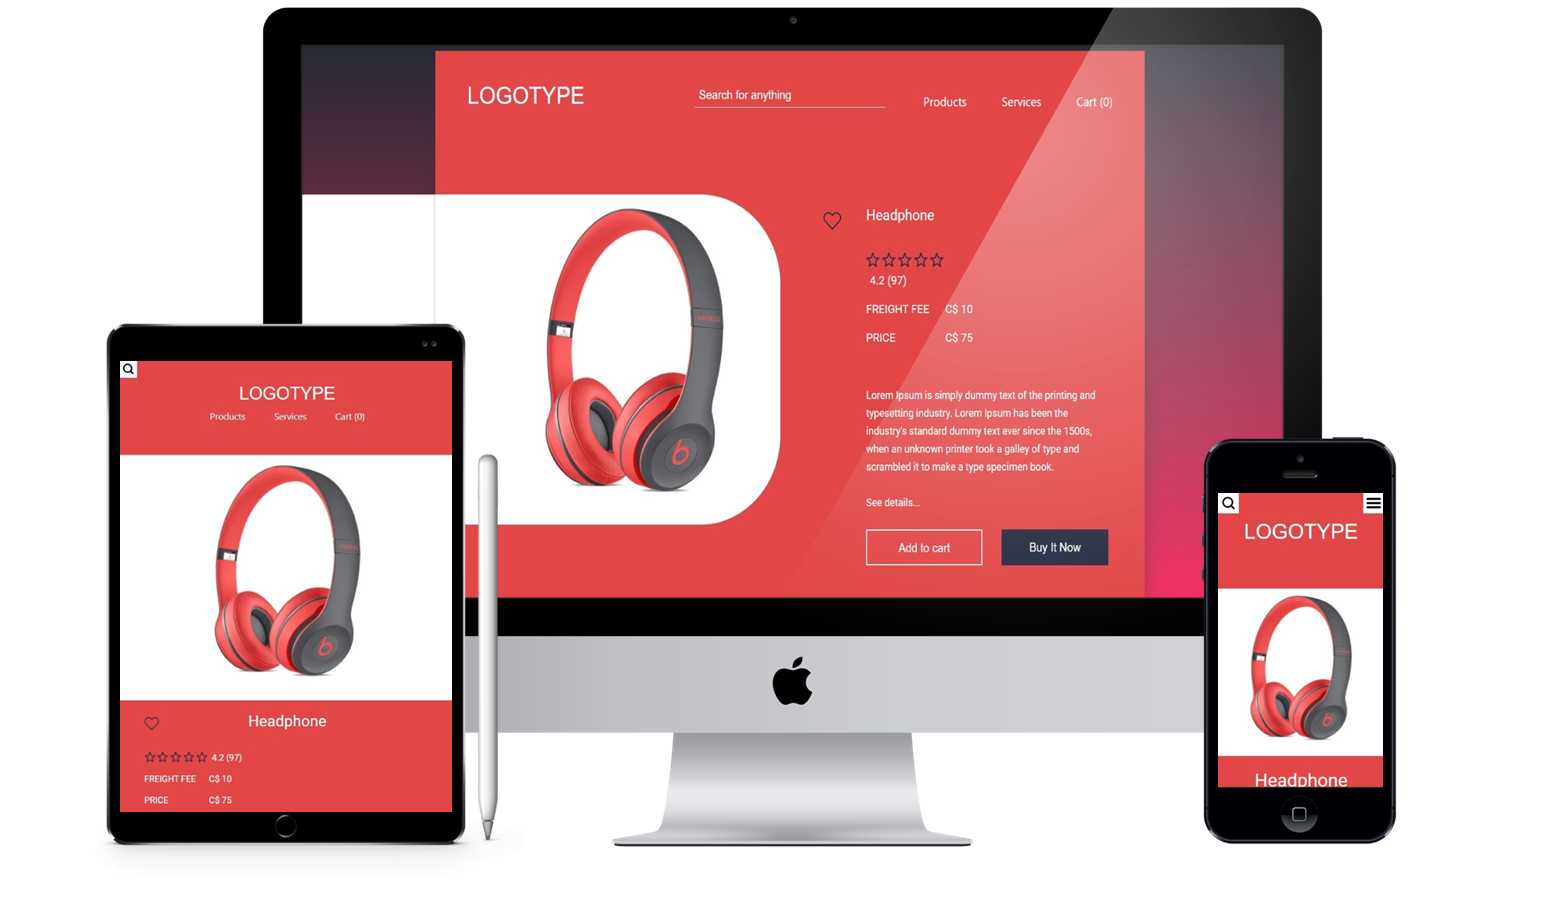 LOGOTYPE
Search for anything
Products Services Cart (0)
Headphone
4.2 (97)
FREIGHT FEE C$ 10
PRICE C$ 75
Lorem Ipsum is simply dummy text of the printing and
typesetting industry. Lorem Ipsum has been the
industry's standard dummy text ever since the 1500s,
when an unknown printer took a galley of type and
scrambled it to make a type specimen book.
See details...
Add to cart Buy It Now
LOGOTYPE
Products Services Cart (0)
Headphone
4.2 (97)
FREIGHT FEE C$ 10
PRICE C$ 75
LOGOTYPE
Headphone